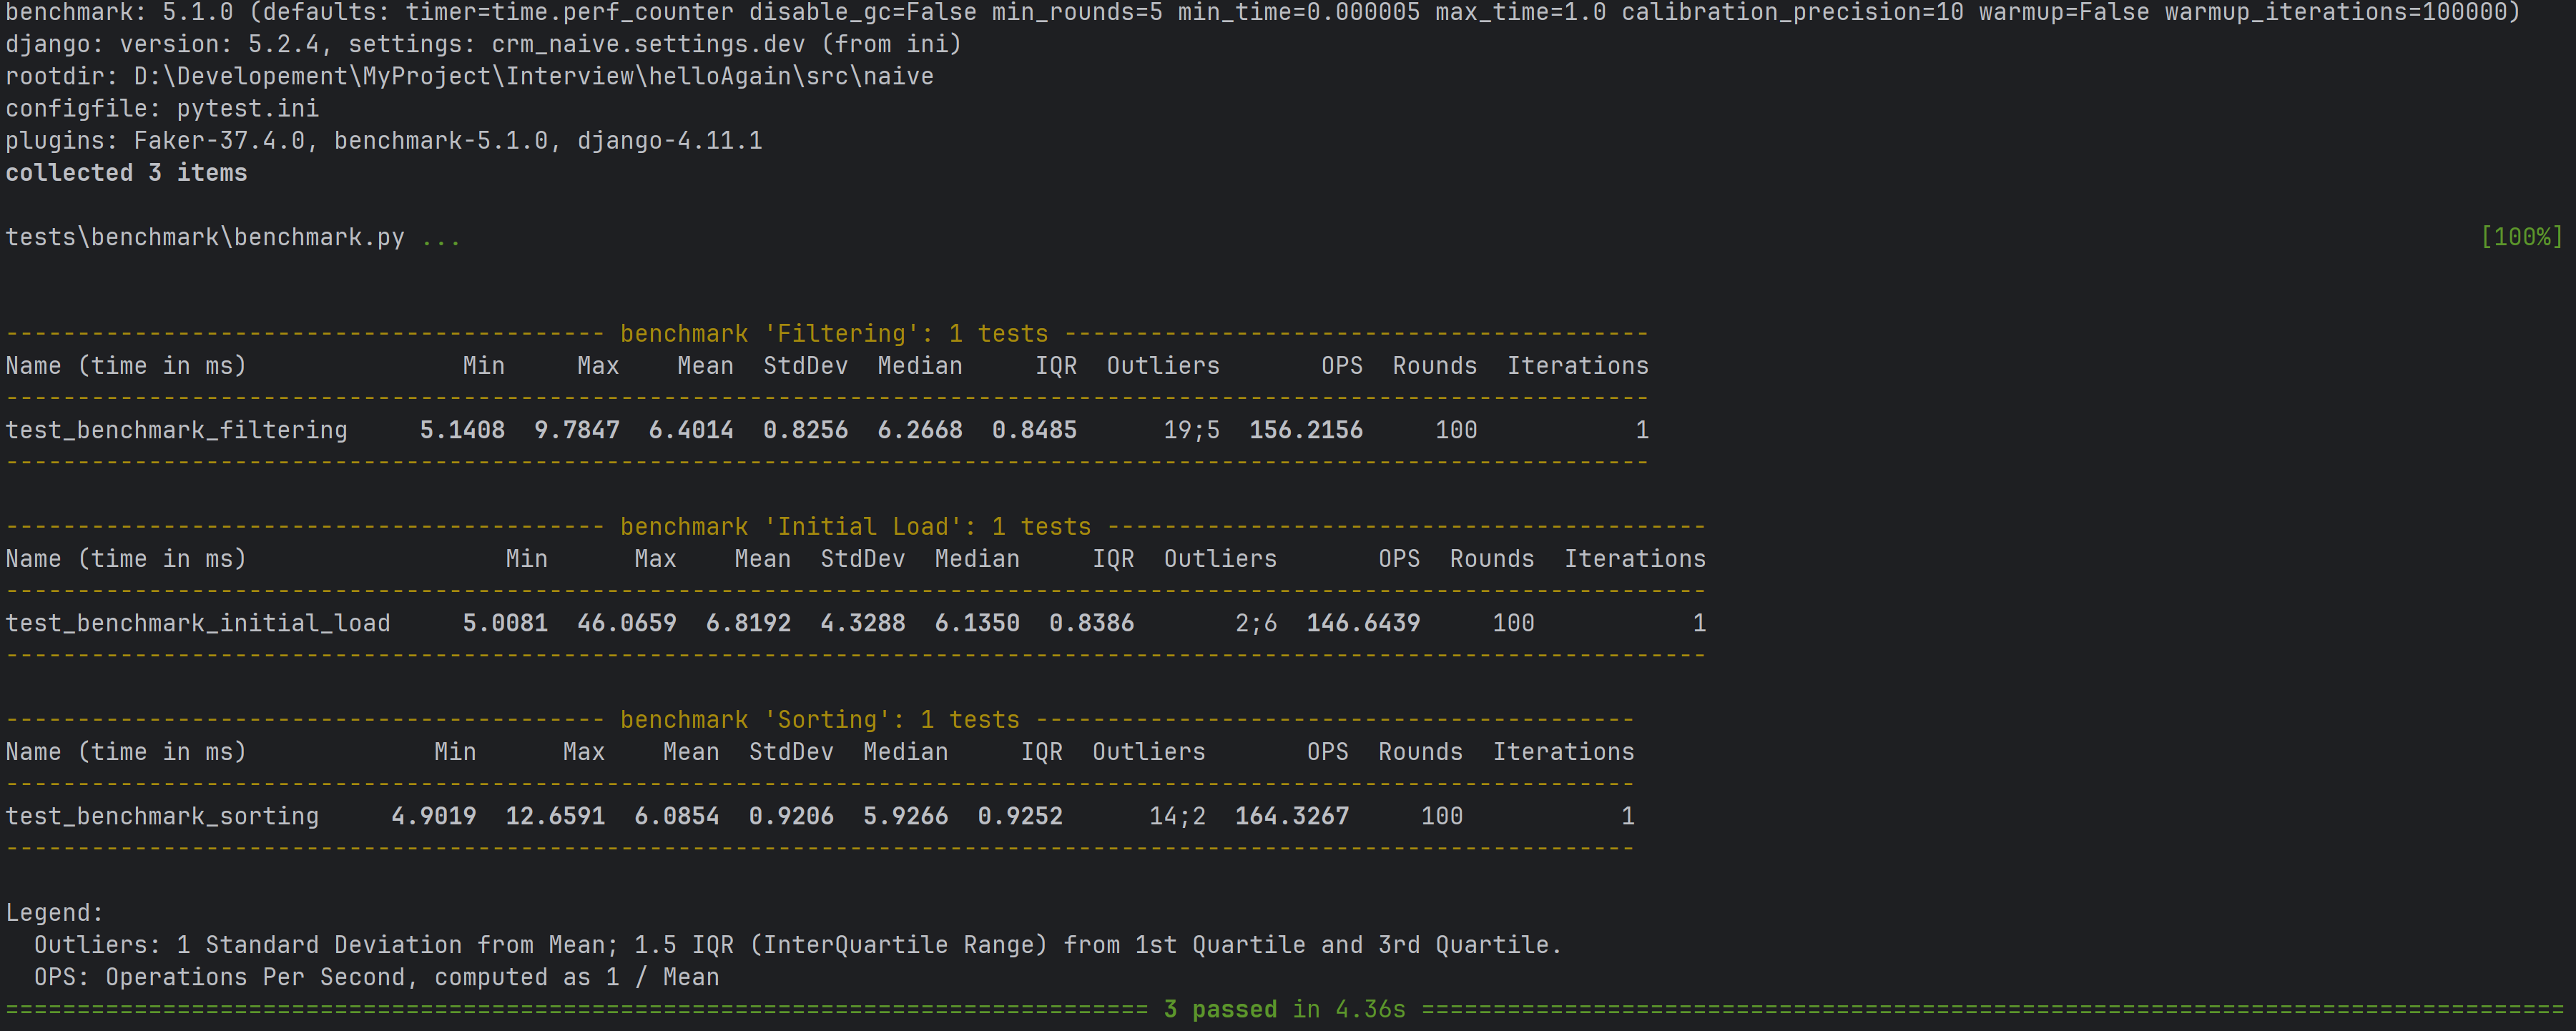 benchmark: 5.1.0 (defaults: timer=time.perf_counter disable_gc=False min_rounds=5 min_time=0.000005 max_time=1.0 calibration_precision=10 warmup=False warmup_iterations=100000)
django: version: 5.2.4, settings: crm_naive.settings.dev (from ini)
rootdir: D:\Developement\MyProject\Interview\helloAgain\src\naive
configfile: pytest.ini
plugins: Faker-37.4.0, benchmark-5.1.0, django-4.11.1
collected 3 items
tests\benchmark\benchmark.py ... [100%]
-------------------------------------------- benchmark 'Filtering': 1 tests -----------------------------------------
Name (time in ms) Min Max Mean StdDev Median IQR Outliers OPS Rounds Iterations
-------------------------------------------------------------------------------------------------------------------
test_benchmark_filtering 5.1408 9.7847 6.4014 0.8256 6.2668 0.8485 19;5 156.2156 100 1
-------------------------------------------------------------------------------------------------------------------
-------------------------------------------- benchmark 'Initial Load': 1 tests ------------------------------------------
Name (time in ms) Min Max Mean StdDev Median IQR Outliers OPS Rounds Iterations
-----------------------------------------------------------------------------------------------------------------------
test_benchmark_initial_load 5.0081 46.0659 6.8192 4.3288 6.1350 0.8386 2;6 146.6439 100 1
-----------------------------------------------------------------------------------------------------------------------
-------------------------------------------- benchmark 'Sorting': 1 tests ------------------------------------------
Name (time in ms) Min Max Mean StdDev Median IQR Outliers OPS Rounds Iterations
------------------------------------------------------------------------------------------------------------------
test_benchmark_sorting 4.9019 12.6591 6.0854 0.9206 5.9266 0.9252 14;2 164.3267 100 1
------------------------------------------------------------------------------------------------------------------
Legend:
Outliers: 1 Standard Deviation from Mean; 1.5 IQR (InterQuartile Range) from 1st Quartile and 3rd Quartile.
OPS: Operations Per Second, computed as 1 / Mean
================================================================================ 3 passed in 4.36s ================================================================================